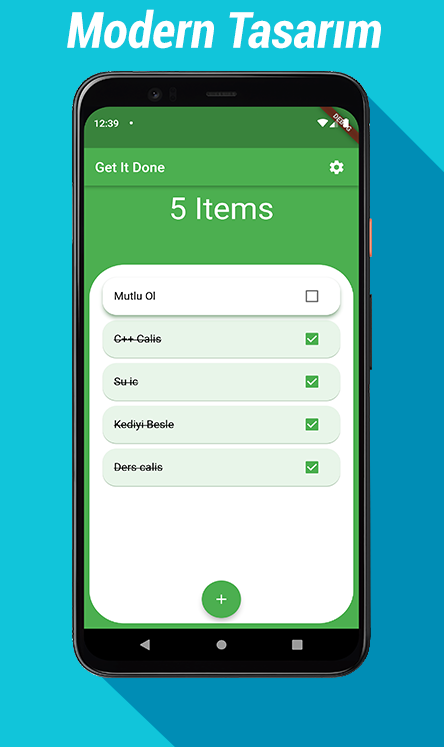 Modern Tasarım
12:39
DEBUG
Get It Done
5 Items
Mutlu Ol
C++ Calis
Su ic
Kediyi Besle
Ders calis
+